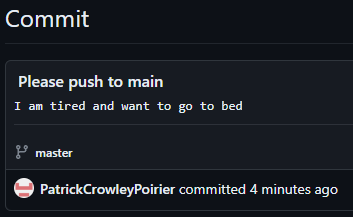 Commit
Please push to main
I am tired and want to go to bed
master
PatrickCrowleyPoirier committed 4 minutes ago